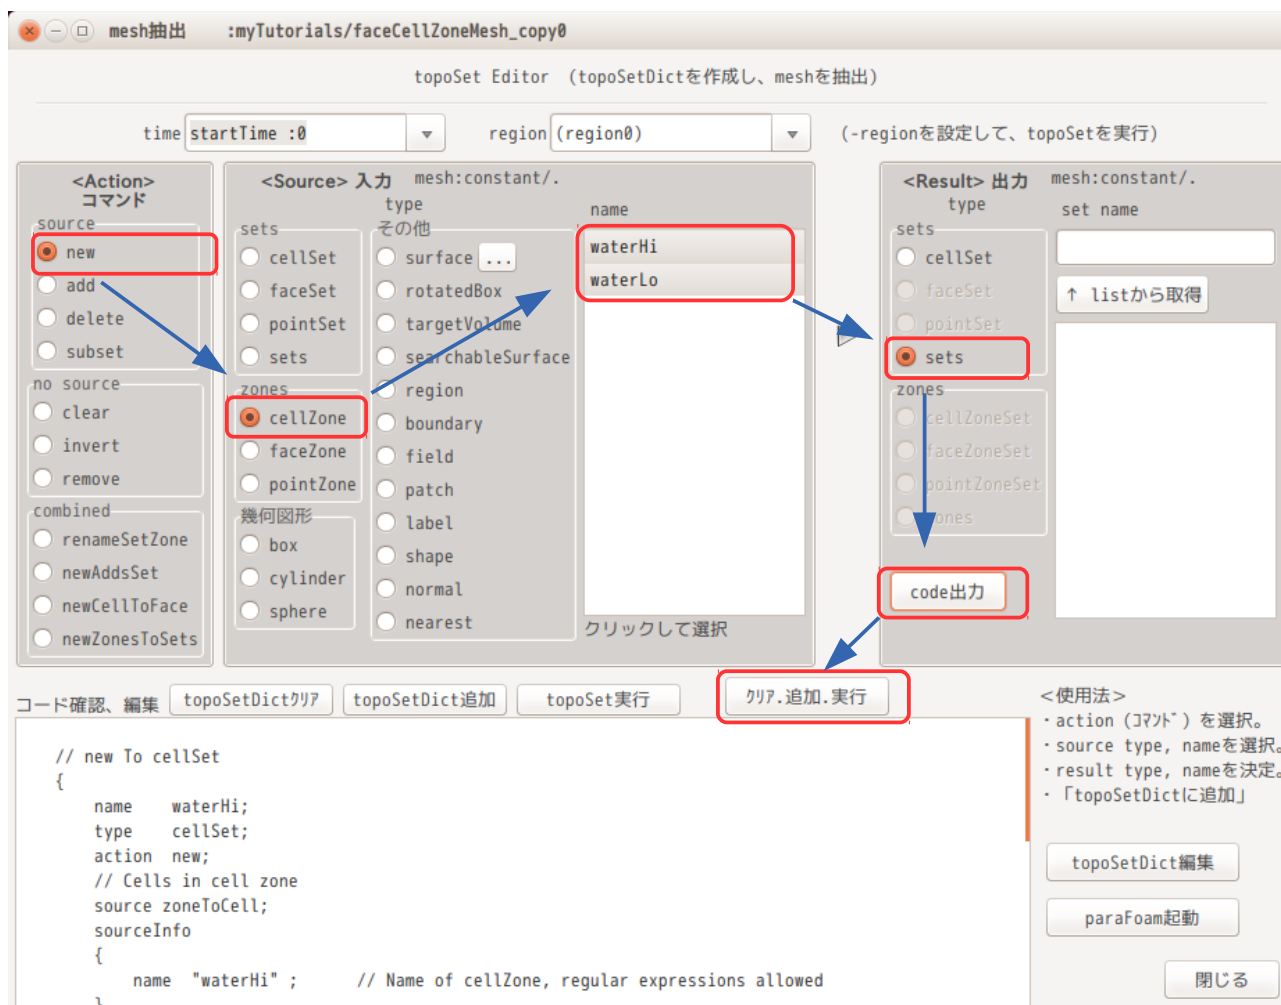 mesh抽出 :myTutorials/faceCellZoneMesh_copy0
topoSet Editor (topoSetDictを作成し、meshを抽出)
time startTime :0 region (region0) (-regionを設定して、topoSetを実行)
<Action>
コマンド
source
new
add
delete
subset
no source
clear
invert
remove
combined
renameSetZone
newAddsSet
newCellToFace
newZonesToSets
<Source> 入力 mesh:constant/.
type
sets
cellSet
faceSet
pointSet
sets
zones
cellZone
faceZone
pointZone
幾何図形
box
cylinder
sphere
その他
surface ...
rotatedBox
targetVolume
searchableSurface
region
boundary
field
patch
label
shape
normal
nearest
name
waterHi
waterLo
クリックして選択
<Result> 出力 mesh:constant/.
type
sets
cellSet
faceSet
pointSet
sets
zones
cellZoneSet
faceZoneSet
pointZoneSet
zones
code出力
set name
↑ listから取得
コード確認、編集 topoSetDictｸﾘｱ topoSetDict追加 topoSet実行 ｸﾘｱ.追加.実行
// new To cellSet
{
name waterHi;
type cellSet;
action new;
// Cells in cell zone
source zoneToCell;
sourceInfo
{
name "waterHi" ; // Name of cellZone, regular expressions allowed
}
＜使用法＞
・action (ｺﾏﾝﾄﾞ) を選択。
・source type, nameを選択。
・result type, nameを決定。
・「topoSetDictに追加」
topoSetDict編集
paraFoam起動
閉じる